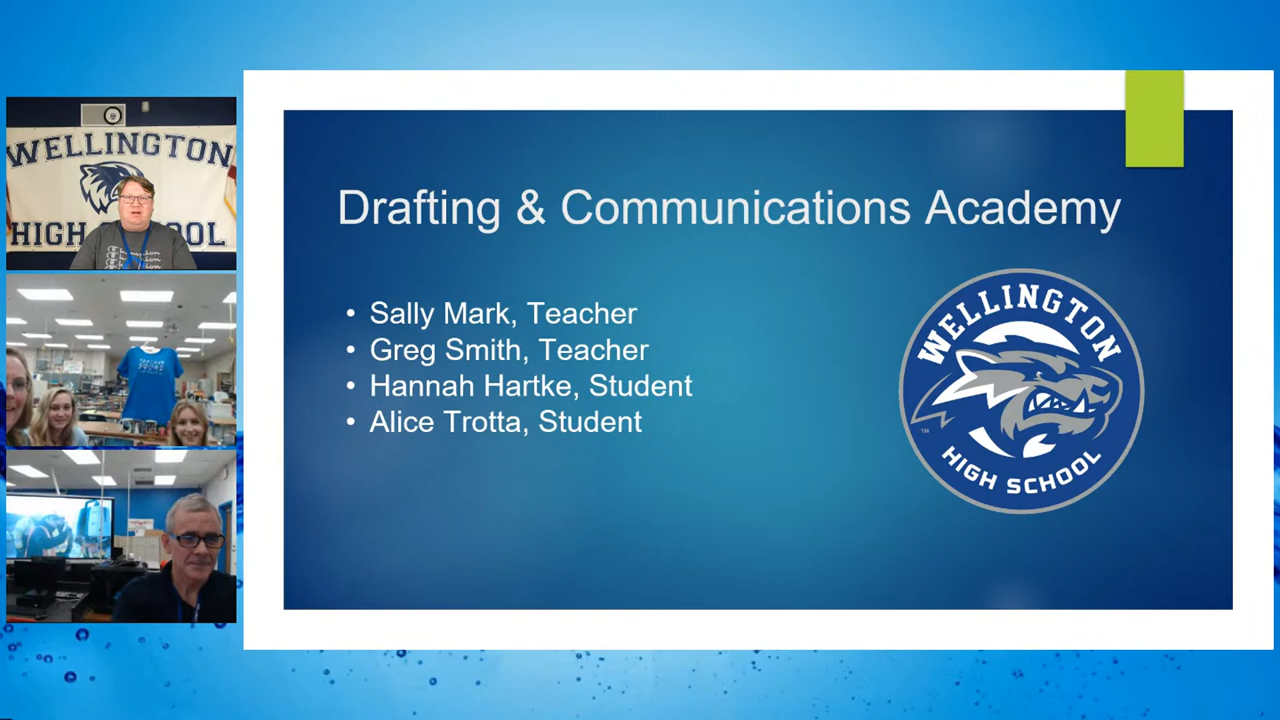 WELLINGTON
HIGH SCHOOL
Drafting & Communications Academy
• Sally Mark, Teacher
• Greg Smith, Teacher
• Hannah Hartke, Student
• Alice Trotta, Student
WELLINGTON
HIGH SCHOOL
TM